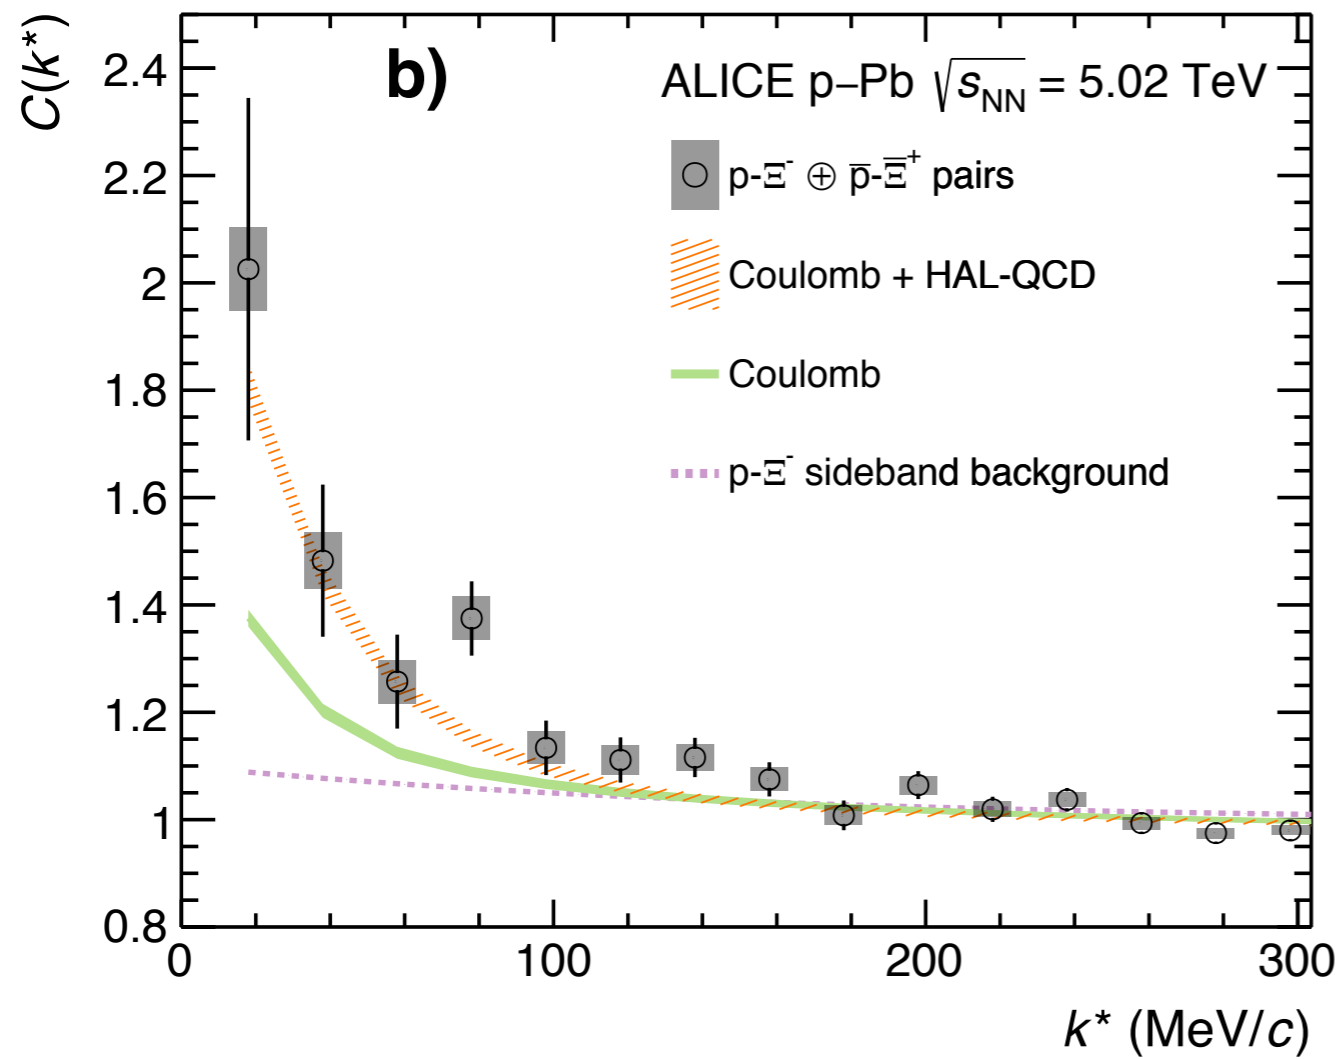 C(k*)
b)
ALICE p–Pb √s_NN = 5.02 TeV
p-Ξ⁻ ⊕ p̅-Ξ̅⁺ pairs
Coulomb + HAL-QCD
Coulomb
p-Ξ⁻ sideband background
2.4
2.2
2
1.8
1.6
1.4
1.2
1
0.8
0 100 200 300
k* (MeV/c)